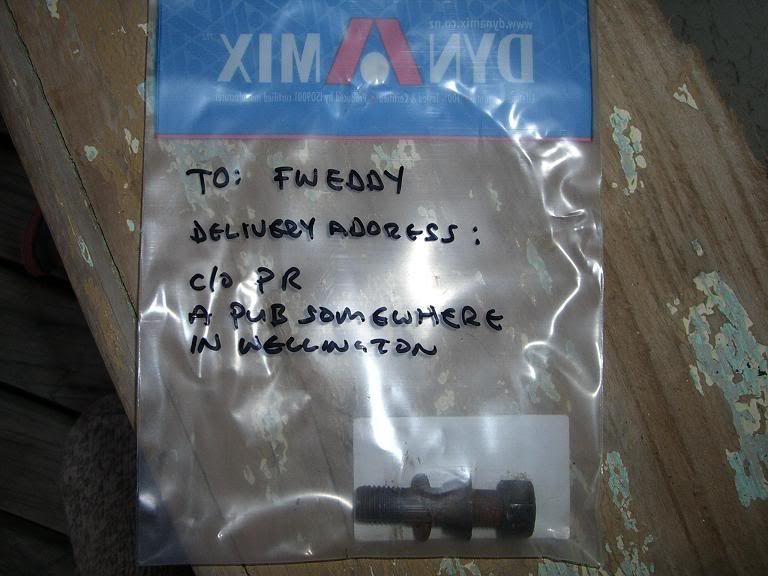 www.dynamix.co.nz
DYNAMIX
TO: FWEDDY
DELIVERY ADDRESS:
c/o PR
A PUB SOMEWHERE
IN WELLINGTON